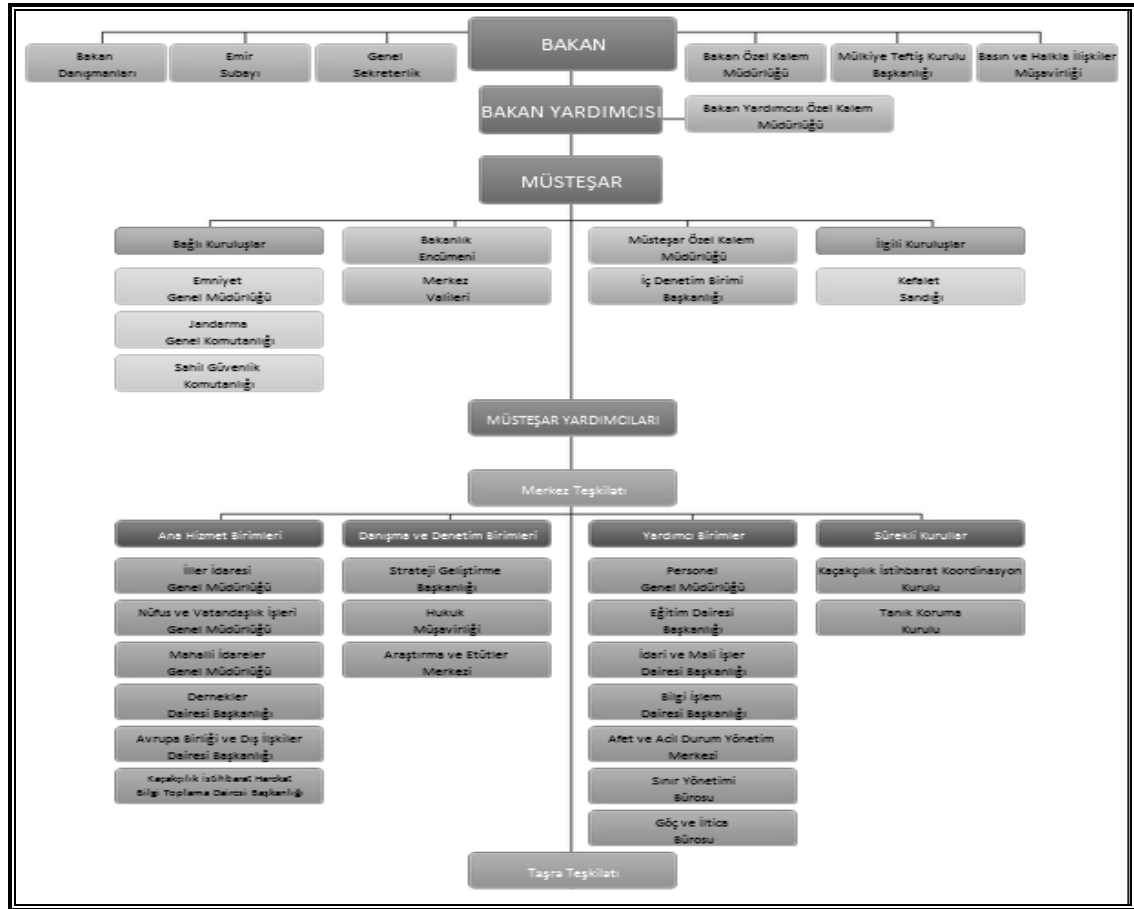 BAKAN
Bakan
Danışmanları
Emir
Subayı
Genel
Sekreterlik
Bakan Özel Kalem
Müdürlüğü
Mülkiye Teftiş Kurulu
Başkanlığı
Basın ve Halkla İlişkiler
Müşavirliği
BAKAN YARDIMCISI
Bakan Yardımcısı Özel Kalem
Müdürlüğü
MÜSTEŞAR
Bağlı Kuruluşlar
Emniyet
Genel Müdürlüğü
Jandarma
Genel Komutanlığı
Sahil Güvenlik
Komutanlığı
Bakanlık
Encümeni
Merkez
Valileri
Müsteşar Özel Kalem
Müdürlüğü
İç Denetim Birimi
Başkanlığı
İlgili Kuruluşlar
Kefalet
Sandığı
MÜSTEŞAR YARDIMCILARI
Merkez Teşkilatı
Ana Hizmet Birimleri
İller İdaresi
Genel Müdürlüğü
Nüfus ve Vatandaşlık İşleri
Genel Müdürlüğü
Mahalli İdareler
Genel Müdürlüğü
Dernekler
Dairesi Başkanlığı
Avrupa Birliği ve Dış İlşkiler
Dairesi Başkanlığı
Kaçakçılık İstihbarat Harekat
Bilgi Toplama Dairesi Başkanlığı
Danışma ve Denetim Birimleri
Strateji Geliştirme
Başkanlığı
Hukuk
Müşavirliği
Araştırma ve Etütler
Merkezi
Yardımcı Birimler
Personel
Genel Müdürlüğü
Eğitim Dairesi
Başkanlığı
İdari ve Mali İşler
Dairesi Başkanlığı
Bilgi İşlem
Dairesi Başkanlığı
Afet ve Acil Durum Yönetim
Merkezi
Sınır Yönetimi
Bürosu
Göç ve İltica
Bürosu
Sürekli Kurullar
Kaçakçılık İstihbarat Koordinasyon
Kurulu
Tanık Koruma
Kurulu
Taşra Teşkilatı